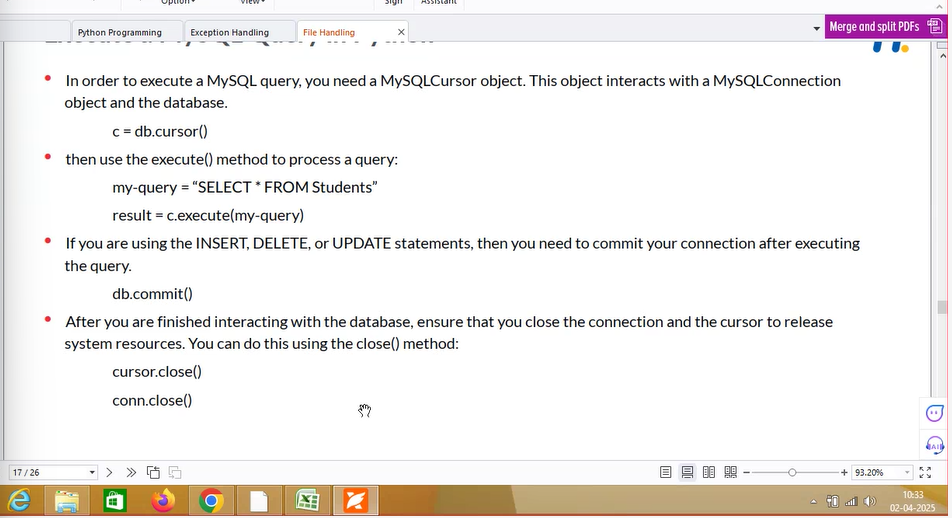 Option
View
Sign
Assistant
Python Programming
Exception Handling
File Handling
Merge and split PDFs
Execute a MySQL Query in Python
• In order to execute a MySQL query, you need a MySQLCursor object. This object interacts with a MySQLConnection
object and the database.
c = db.cursor()
• then use the execute() method to process a query:
my-query = “SELECT * FROM Students”
result = c.execute(my-query)
• If you are using the INSERT, DELETE, or UPDATE statements, then you need to commit your connection after executing
the query.
db.commit()
• After you are finished interacting with the database, ensure that you close the connection and the cursor to release
system resources. You can do this using the close() method:
cursor.close()
conn.close()
AI
17 / 26
93.20%
10:33
02-04-2025